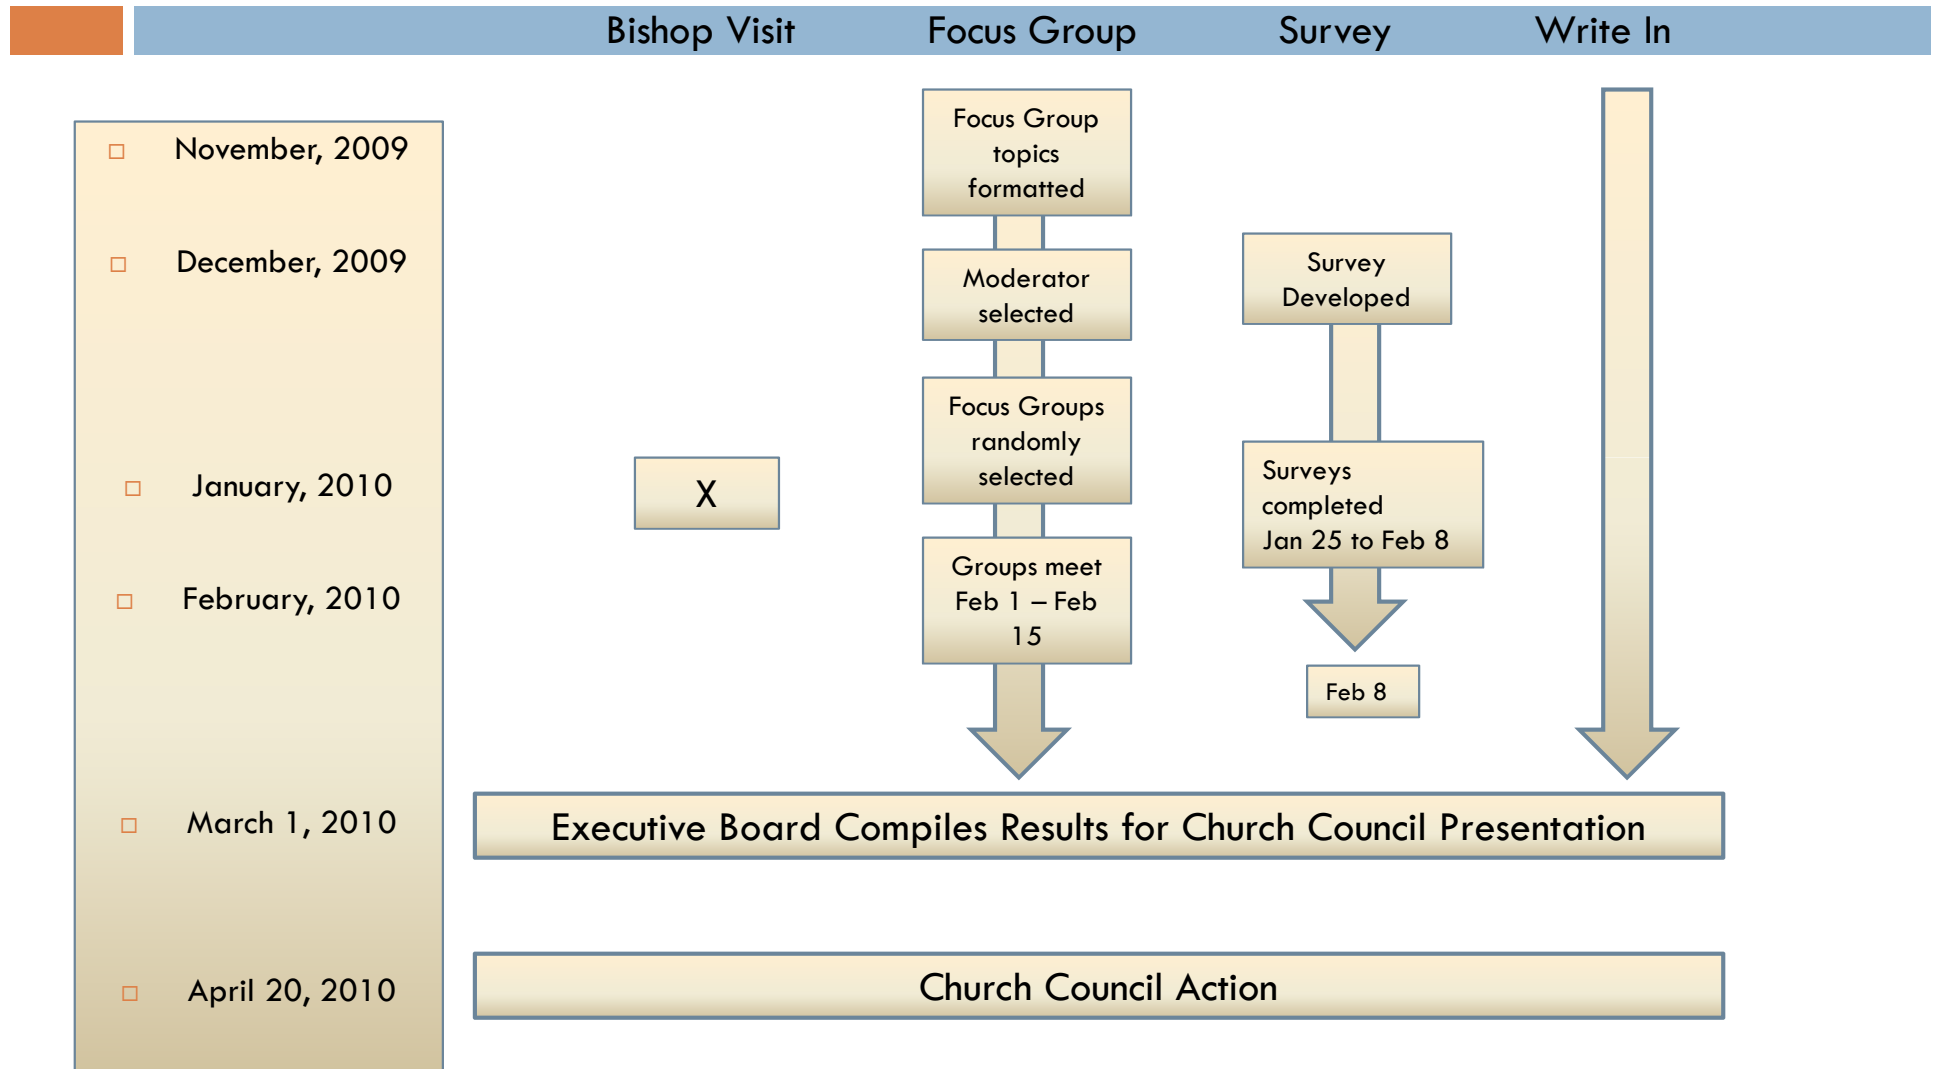 Bishop Visit
Focus Group
Survey
Write In
November, 2009
December, 2009
January, 2010
February, 2010
March 1, 2010
April 20, 2010
X
Focus Group
topics
formatted
Moderator
selected
Focus Groups
randomly
selected
Groups meet
Feb 1 – Feb
15
Survey
Developed
Surveys
completed
Jan 25 to Feb 8
Feb 8
Executive Board Compiles Results for Church Council Presentation
Church Council Action